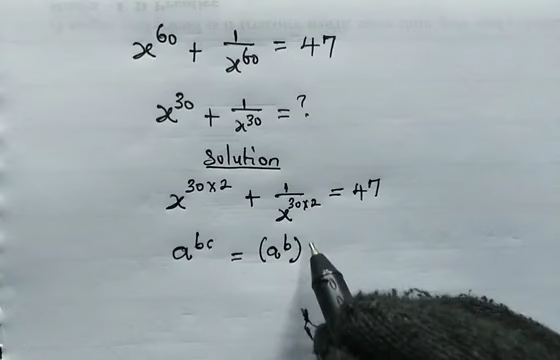 x^60 + 1/x^60 = 47
x^30 + 1/x^30 = ?
Solution
x^30×2 + 1/x^30×2 = 47
a^bc = (a^b)